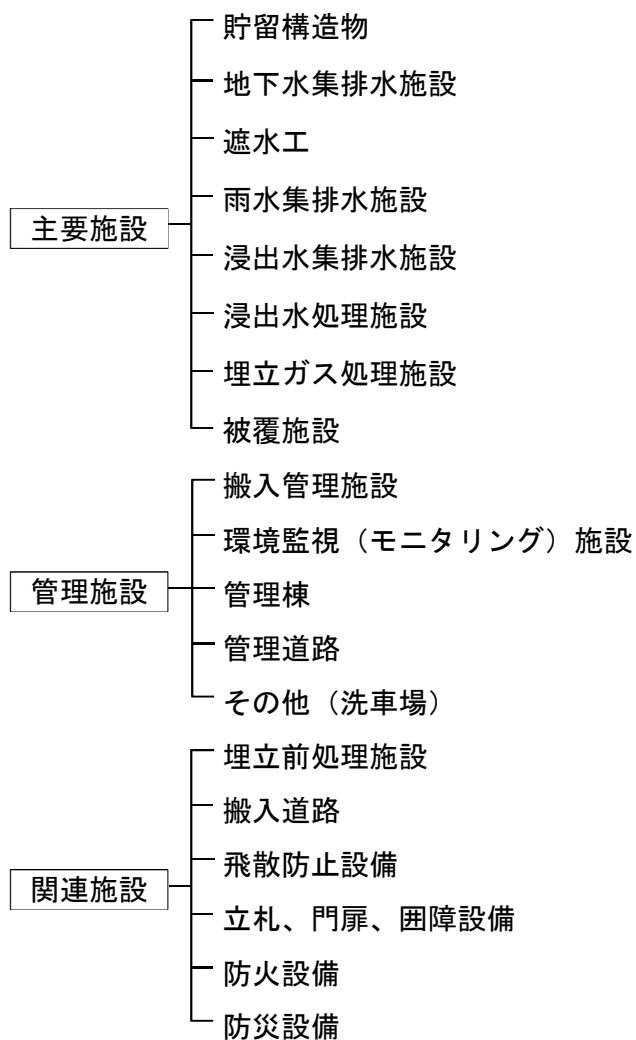 主要施設
貯留構造物
地下水集排水施設
遮水工
雨水集排水施設
浸出水集排水施設
浸出水処理施設
埋立ガス処理施設
被覆施設
管理施設
搬入管理施設
環境監視（モニタリング）施設
管理棟
管理道路
その他（洗車場）
関連施設
埋立前処理施設
搬入道路
飛散防止設備
立札、門扉、囲障設備
防火設備
防災設備